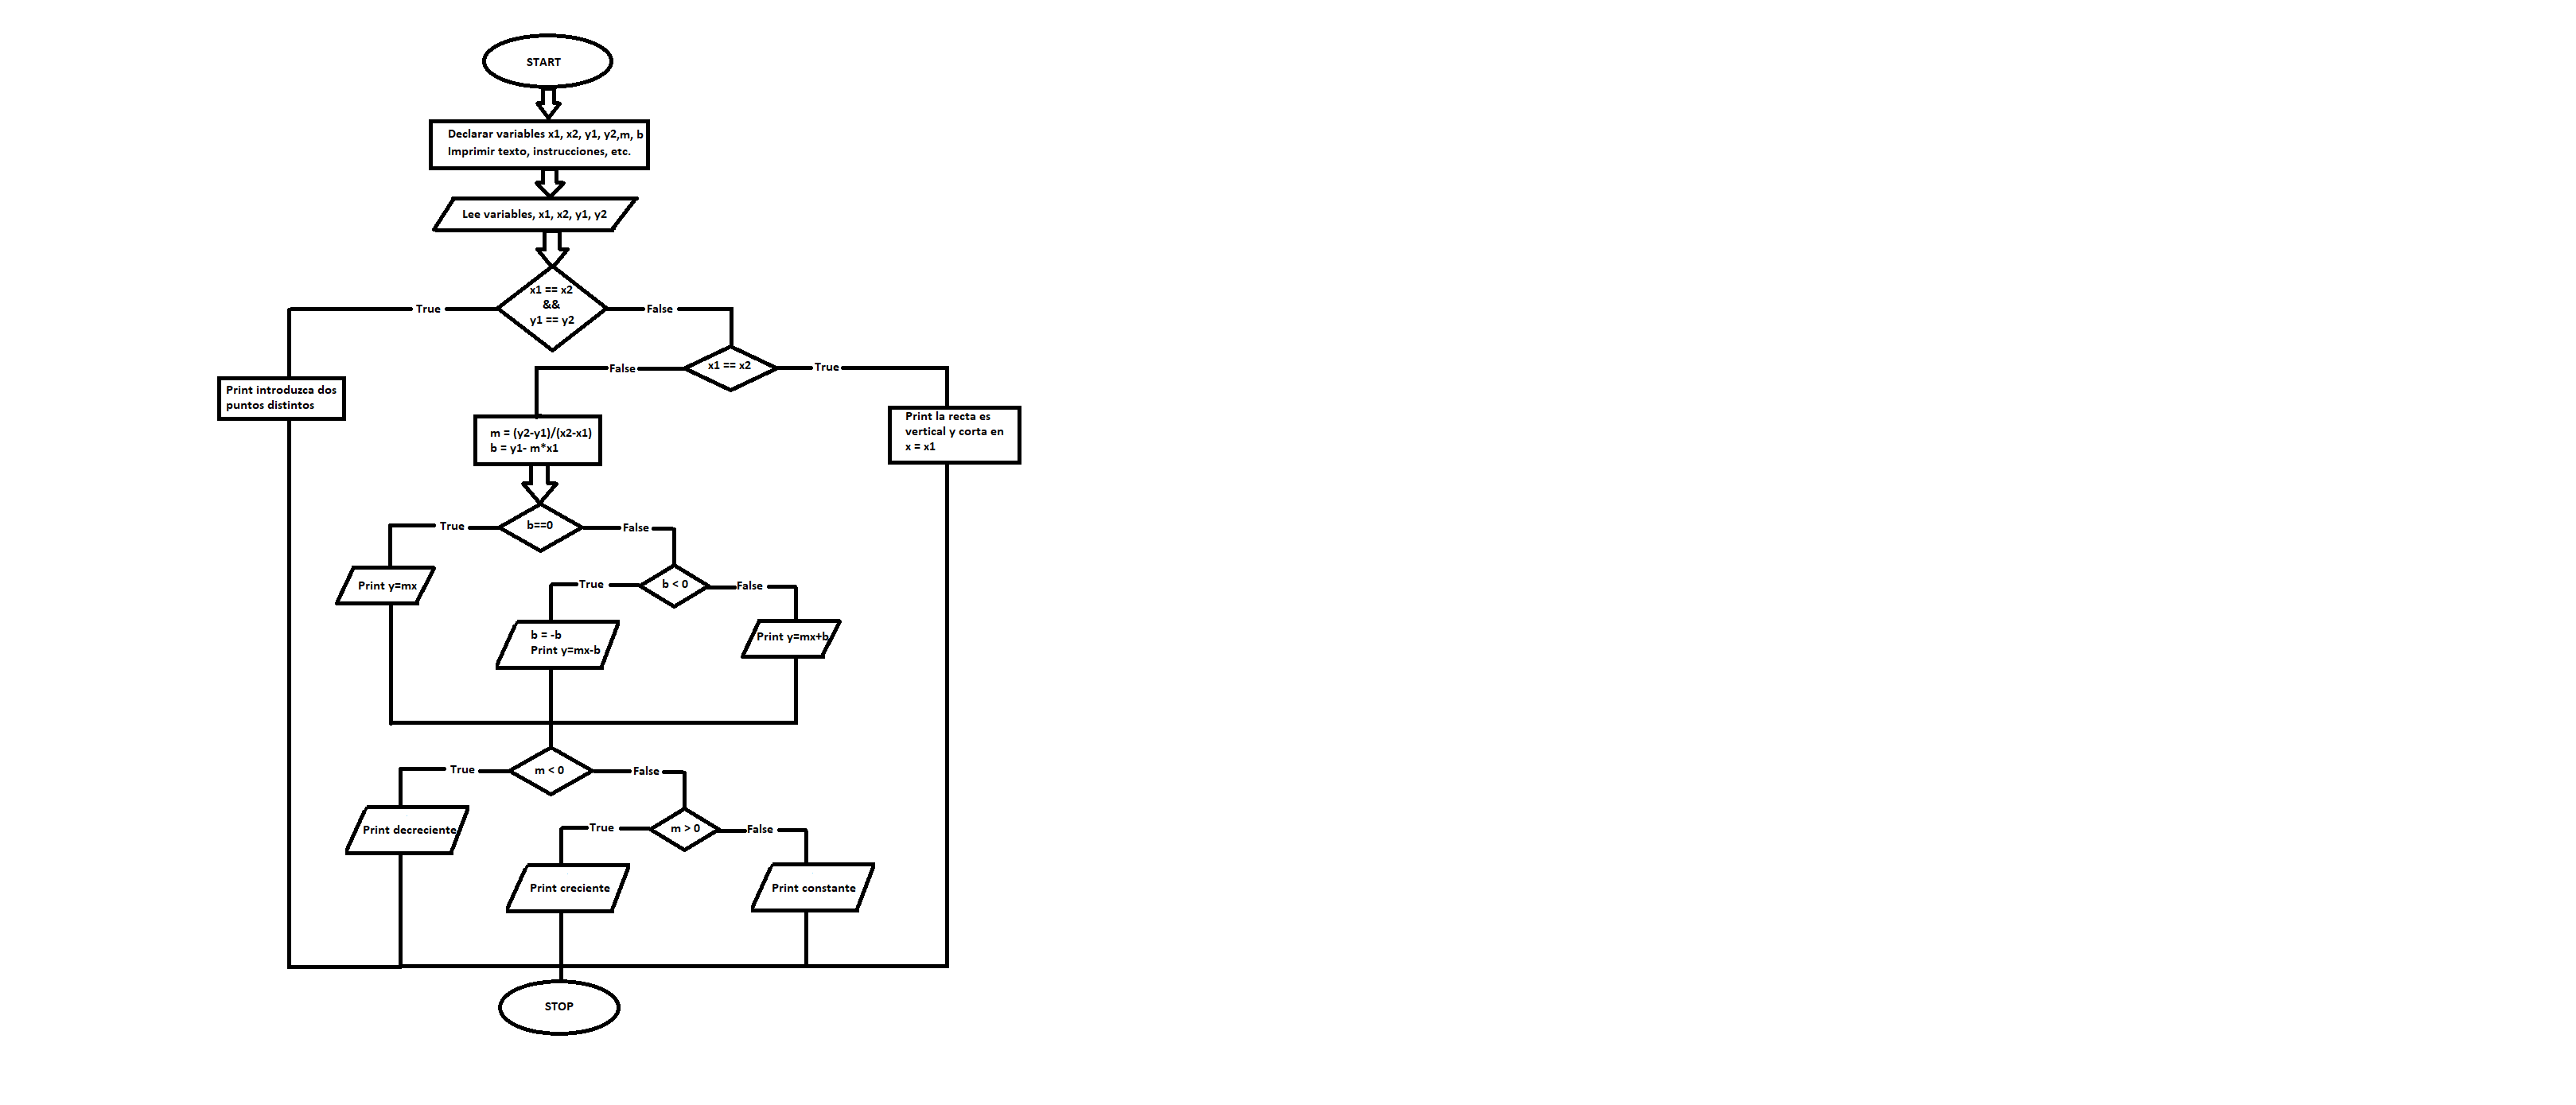 START
Declarar variables x1, x2, y1, y2,m, b
Imprimir texto, instrucciones, etc.
Lee variables, x1, x2, y1, y2
x1 == x2
&&
y1 == y2
True
False
x1 == x2
False
True
Print introduzca dos
puntos distintos
Print la recta es
vertical y corta en
x = x1
m = (y2-y1)/(x2-x1)
b = y1- m*x1
b==0
True
False
Print y=mx
b < 0
True
False
b = -b
Print y=mx-b
Print y=mx+b
m < 0
True
False
Print decreciente
m > 0
True
False
Print creciente
Print constante
STOP